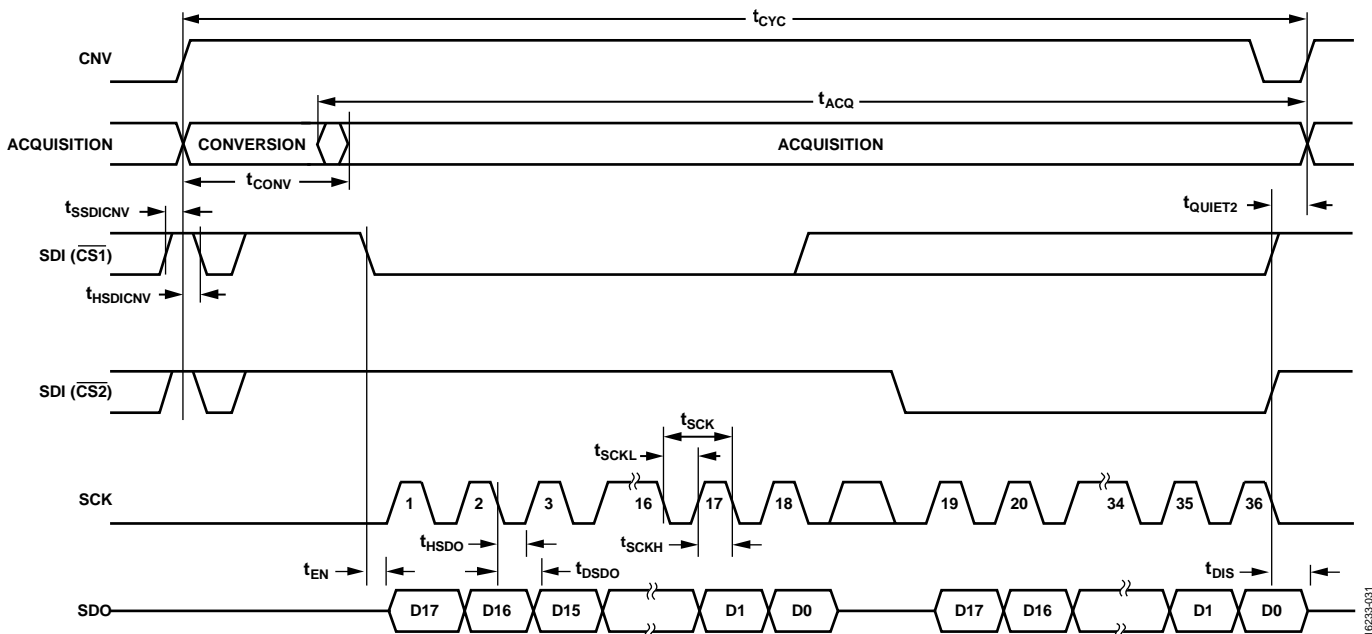 tCYC
CNV
tACQ
ACQUISITION CONVERSION ACQUISITION
tCONV
tSSDICNV tQUIET2
SDI (CS1)
tHSDICNV
SDI (CS2)
tSCK
tSCKL
SCK 1 2 3 16 17 18 19 20 34 35 36
tHSDO tSCKH
tEN tDSDO tDIS
SDO D17 D16 D15 D1 D0 D17 D16 D1 D0
6233-031